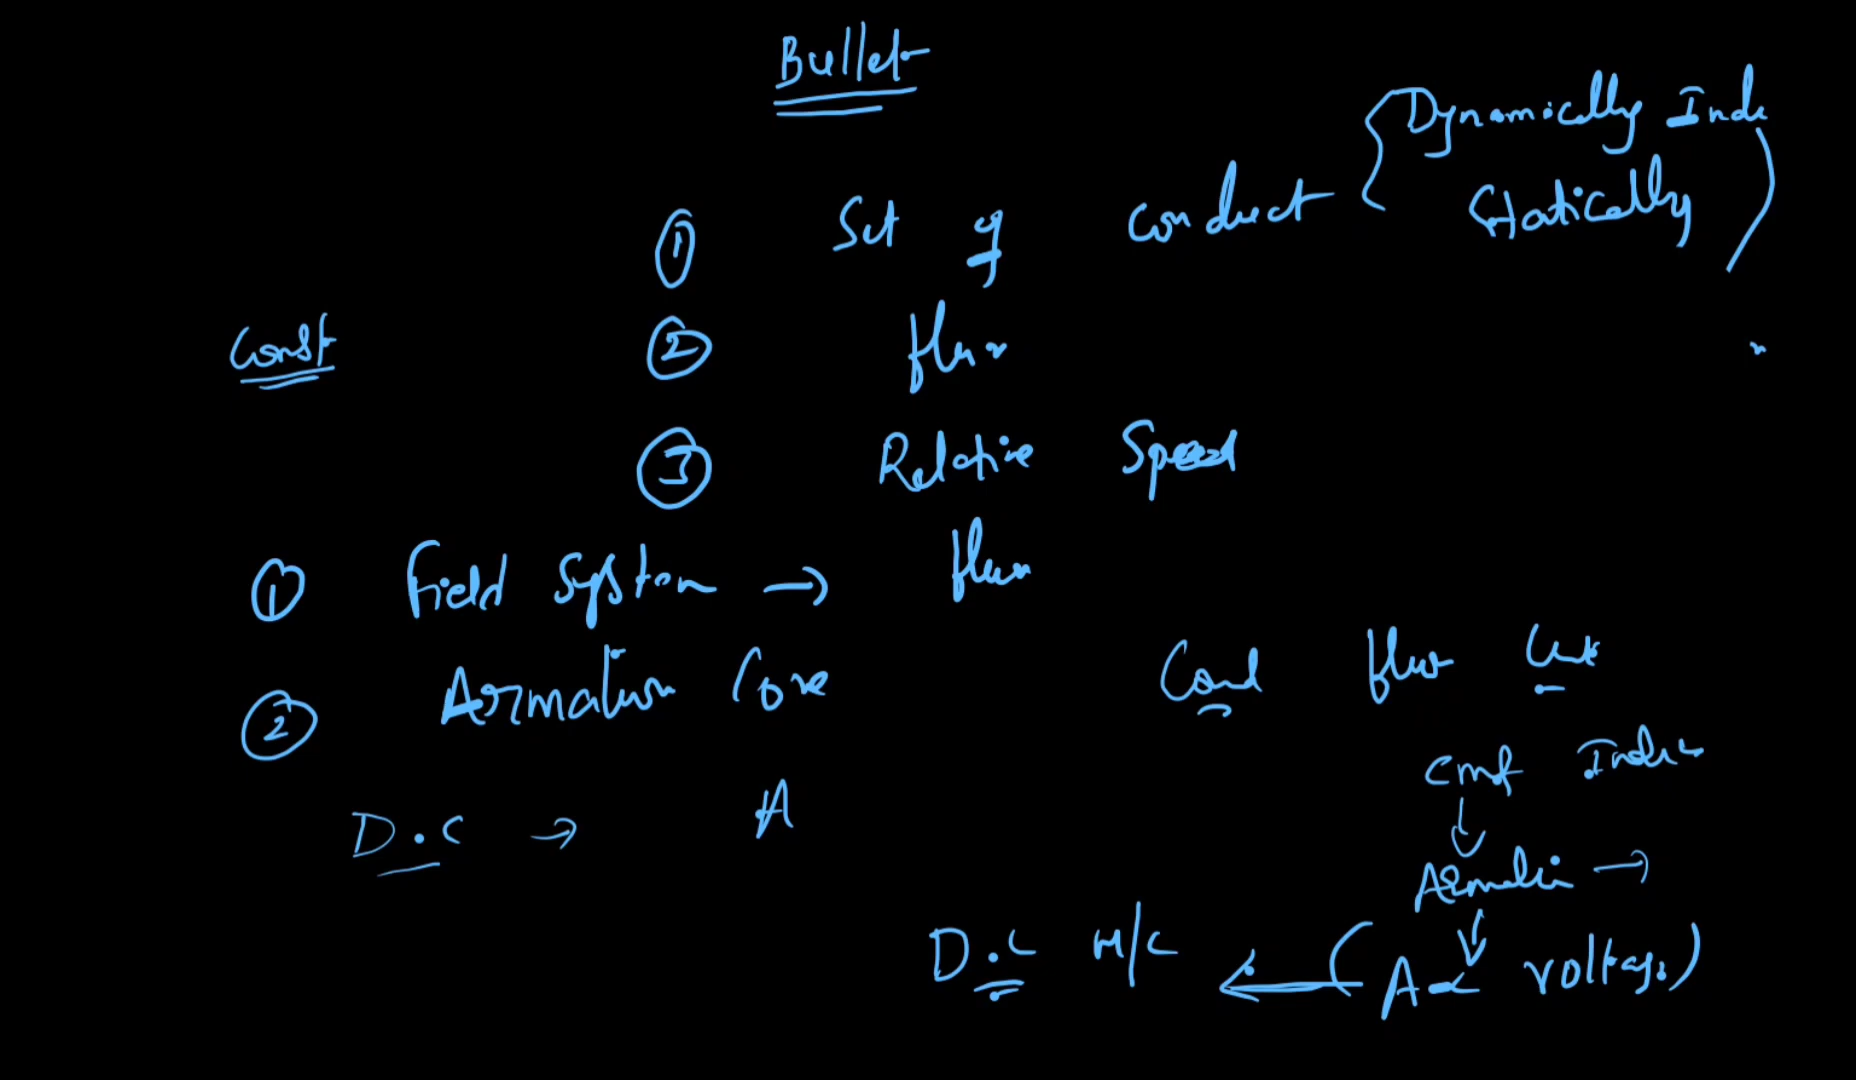 Bullet
Dynamically Indu
① Set of Conduct { Statically
Const ② flux
③ Relative Speed
① Field System → flux
② Armature Core Cond flux Cut
emf Induc
D.C → A
Armature →
D.C M/C ← (A.C voltage)